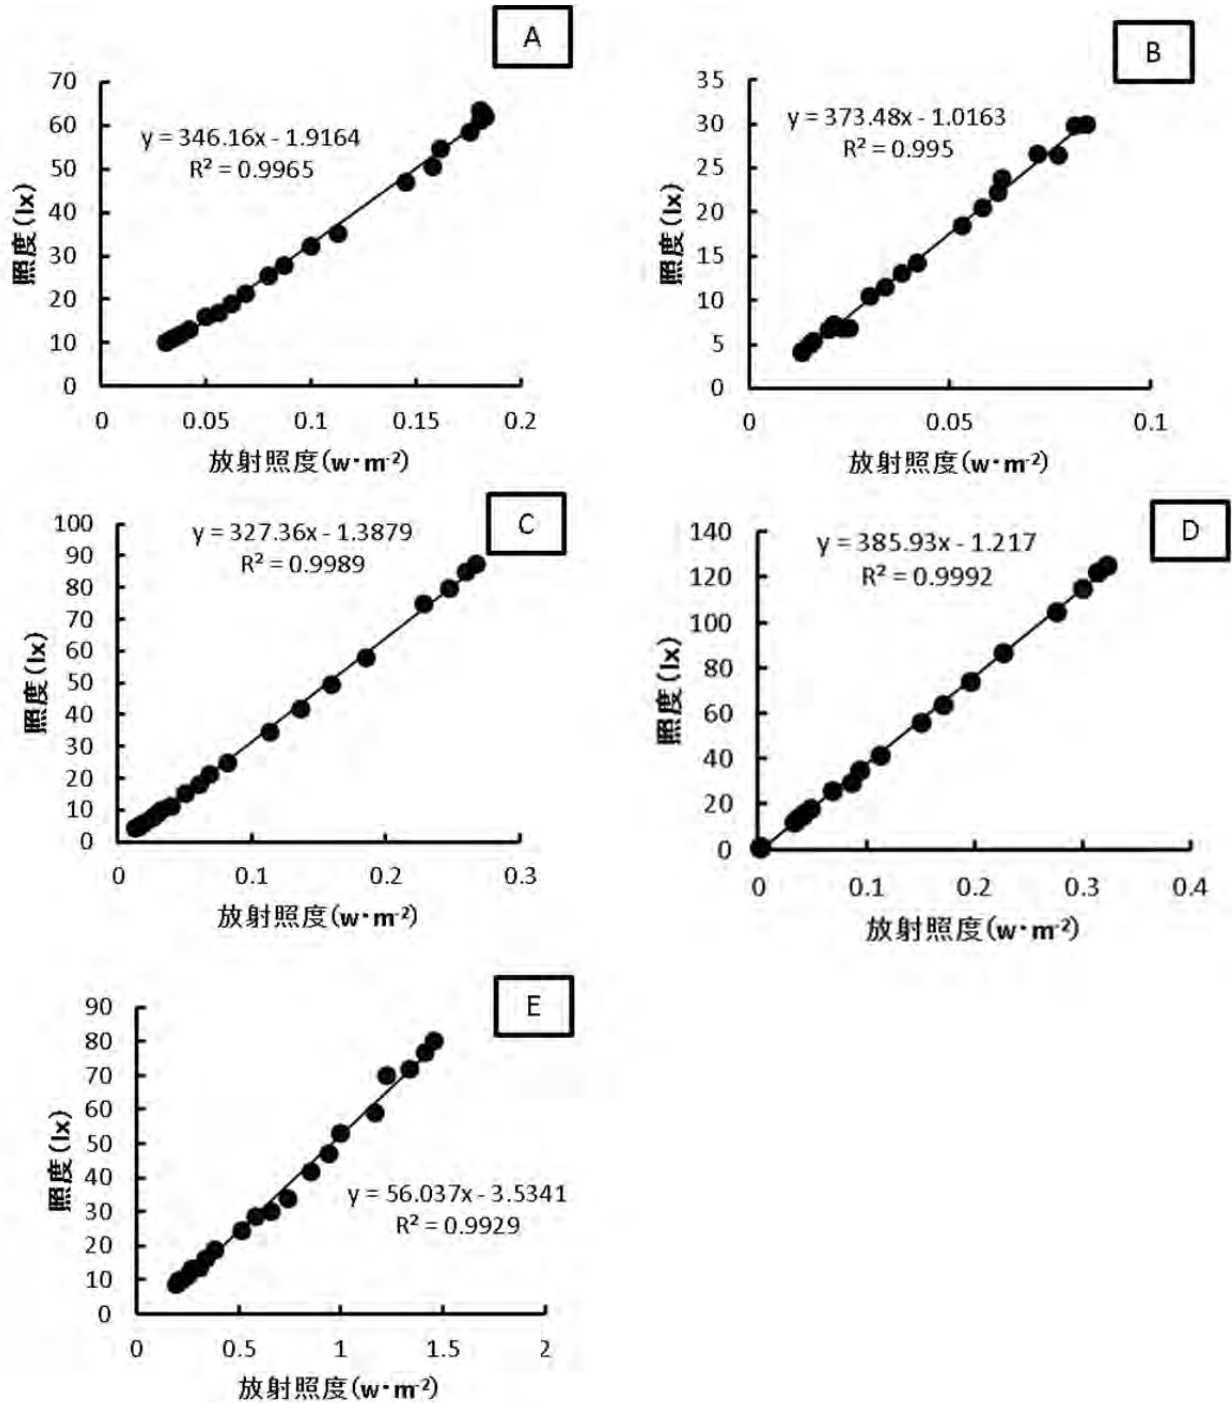 A
70
60
50
40
30
20
10
0
照度(lx)
y = 346.16x - 1.9164
R² = 0.9965
0 0.05 0.1 0.15 0.2
放射照度(w・m⁻²)
B
35
30
25
20
15
10
5
0
照度(lx)
y = 373.48x - 1.0163
R² = 0.995
0 0.05 0.1
放射照度(w・m⁻²)
C
100
90
80
70
60
50
40
30
20
10
0
照度(lx)
y = 327.36x - 1.3879
R² = 0.9989
0 0.1 0.2 0.3
放射照度(w・m⁻²)
D
140
120
100
80
60
40
20
0
照度(lx)
y = 385.93x - 1.217
R² = 0.9992
0 0.1 0.2 0.3 0.4
放射照度(w・m⁻²)
E
90
80
70
60
50
40
30
20
10
0
照度(lx)
y = 56.037x - 3.5341
R² = 0.9929
0 0.5 1 1.5 2
放射照度(w・m⁻²)